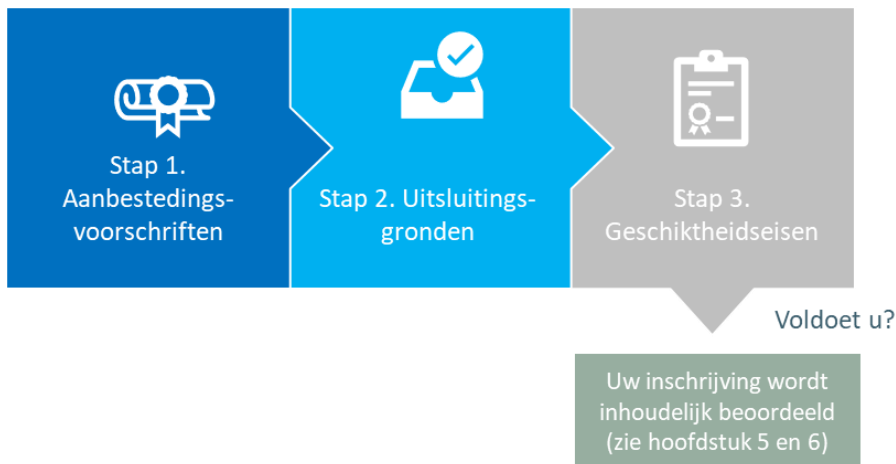 Stap 1.
Aanbestedings-
voorschriften
Stap 2. Uitsluitings-
gronden
Stap 3.
Geschiktheidseisen
Voldoet u?
Uw inschrijving wordt
inhoudelijk beoordeeld
(zie hoofdstuk 5 en 6)